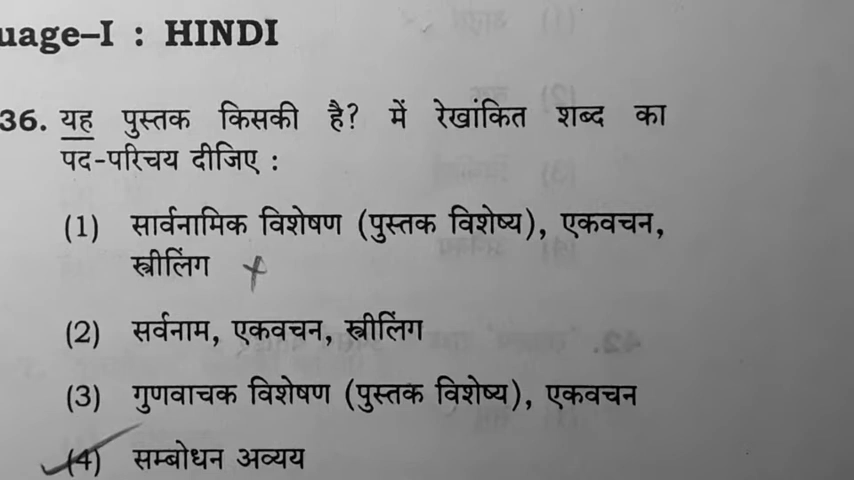 uage–I : HINDI
36. यह पुस्तक किसकी है? में रेखांकित शब्द का
पद-परिचय दीजिए :
(1) सार्वनामिक विशेषण (पुस्तक विशेष्य), एकवचन,
स्त्रीलिंग
(2) सर्वनाम, एकवचन, स्त्रीलिंग
(3) गुणवाचक विशेषण (पुस्तक विशेष्य), एकवचन
(4) सम्बोधन अव्यय